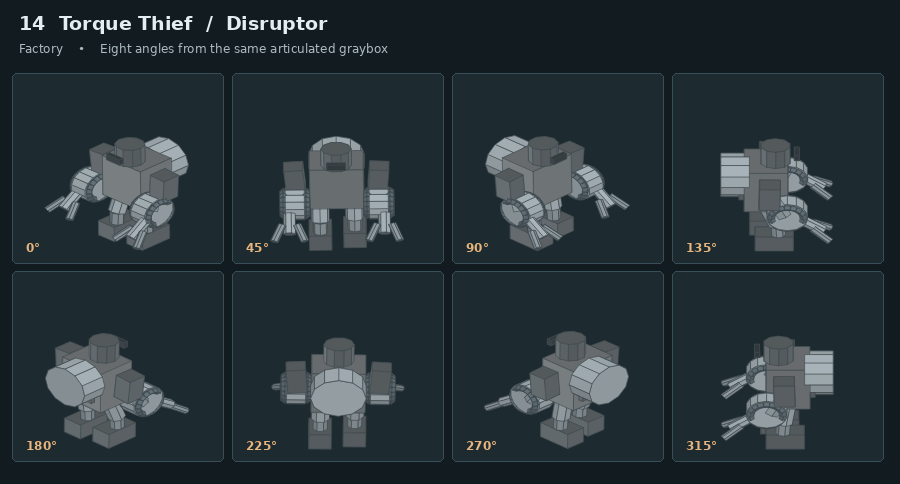 14 Torque Thief / Disruptor
Factory • Eight angles from the same articulated graybox
0° 45° 90° 135°
180° 225° 270° 315°